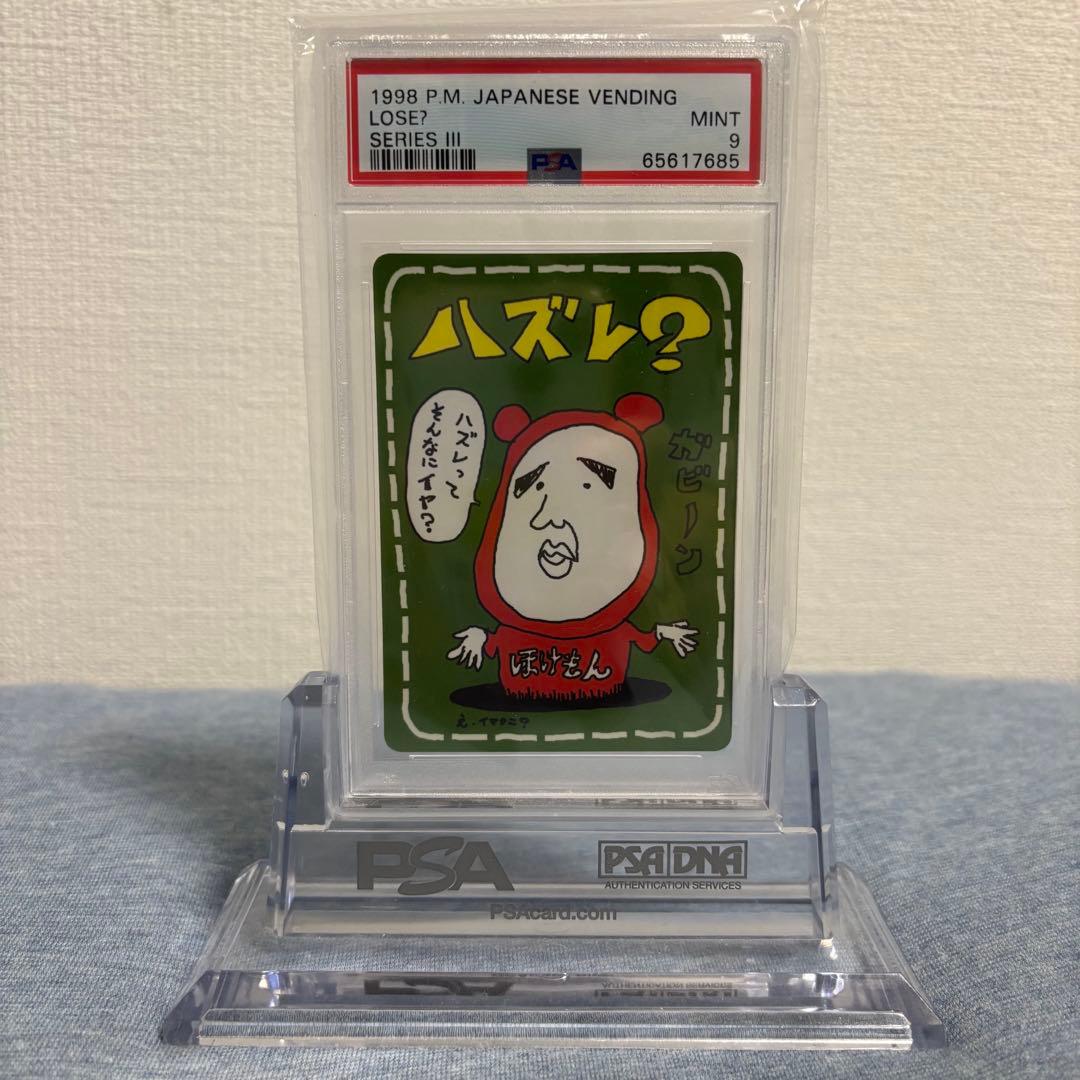 1998 P.M. JAPANESE VENDING
LOSE? MINT
SERIES III 9
PSA 65617685
ハズレ?
ハズレって
そんなにイヤ?
ガビーン
ぽけもん
え・イマクニ?
PSA
PSA DNA
AUTHENTICATION SERVICES
PSAcard.com